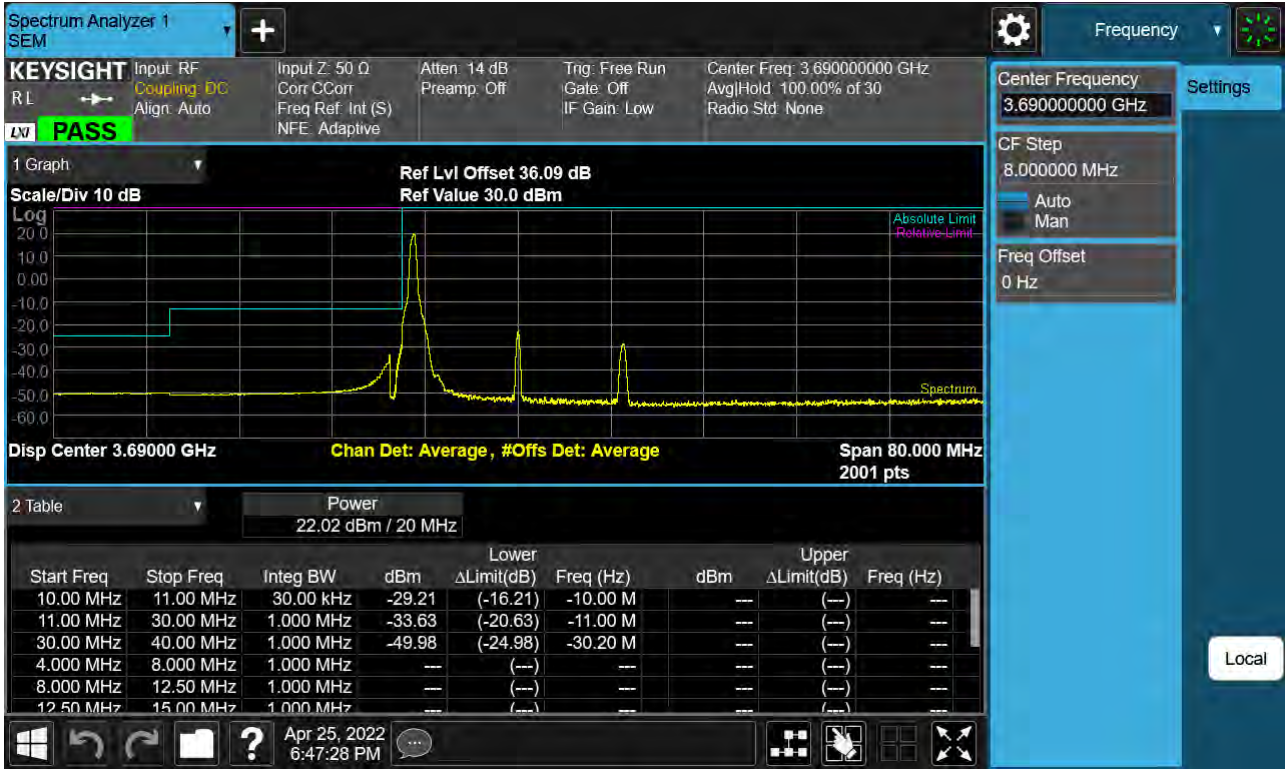 Spectrum Analyzer 1
SEM
+
Frequency
KEYSIGHT
RL
LXI
PASS
Input: RF
Coupling: DC
Align: Auto
Input Z: 50 Ω
Corr CCorr
Freq Ref: Int (S)
NFE: Adaptive
Atten: 14 dB
Preamp: Off
Trig: Free Run
Gate: Off
IF Gain: Low
Center Freq: 3.690000000 GHz
Avg|Hold: 100.00% of 30
Radio Std: None
Center Frequency
3.690000000 GHz
Settings
CF Step
8.000000 MHz
Auto
Man
Freq Offset
0 Hz
Local
1 Graph
Scale/Div 10 dB
Ref Lvl Offset 36.09 dB
Ref Value 30.0 dBm
Log
20.0
10.0
0.00
-10.0
-20.0
-30.0
-40.0
-50.0
-60.0
Absolute Limit
Relative Limit
Spectrum
Disp Center 3.69000 GHz
Chan Det: Average, #Offs Det: Average
Span 80.000 MHz
2001 pts
2 Table
Power
22.02 dBm / 20 MHz
Lower Upper
Start Freq Stop Freq Integ BW dBm ΔLimit(dB) Freq (Hz) dBm ΔLimit(dB) Freq (Hz)
10.00 MHz 11.00 MHz 30.00 kHz -29.21 (-16.21) -10.00 M --- (---) ---
11.00 MHz 30.00 MHz 1.000 MHz -33.63 (-20.63) -11.00 M --- (---) ---
30.00 MHz 40.00 MHz 1.000 MHz -49.98 (-24.98) -30.20 M --- (---) ---
4.000 MHz 8.000 MHz 1.000 MHz --- (---) --- --- (---) ---
8.000 MHz 12.50 MHz 1.000 MHz --- (---) --- --- (---) ---
12.50 MHz 15.00 MHz 1.000 MHz --- (---) --- --- (---) ---
?
Apr 25, 2022
6:47:28 PM